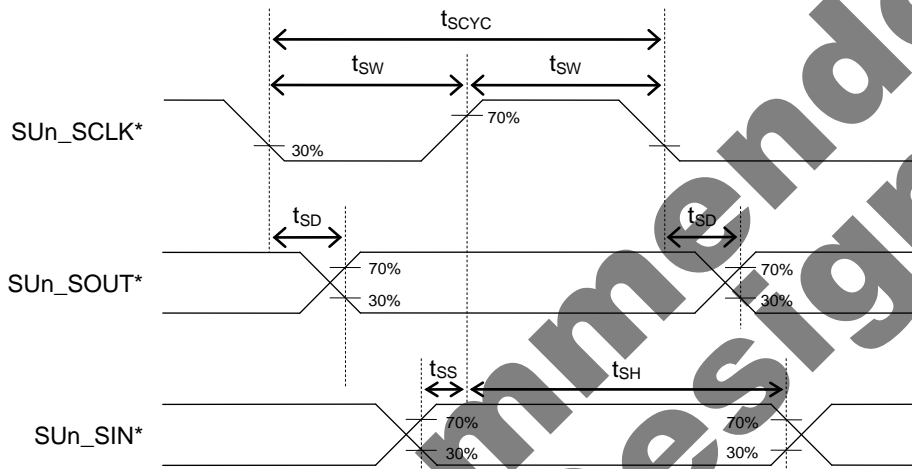 tSCYC
tSW tSW
SUn_SCLK*
70%
30%
tSD tSD
SUn_SOUT*
70% 70%
30% 30%
tSS tSH
SUn_SIN*
70% 70%
30% 30%